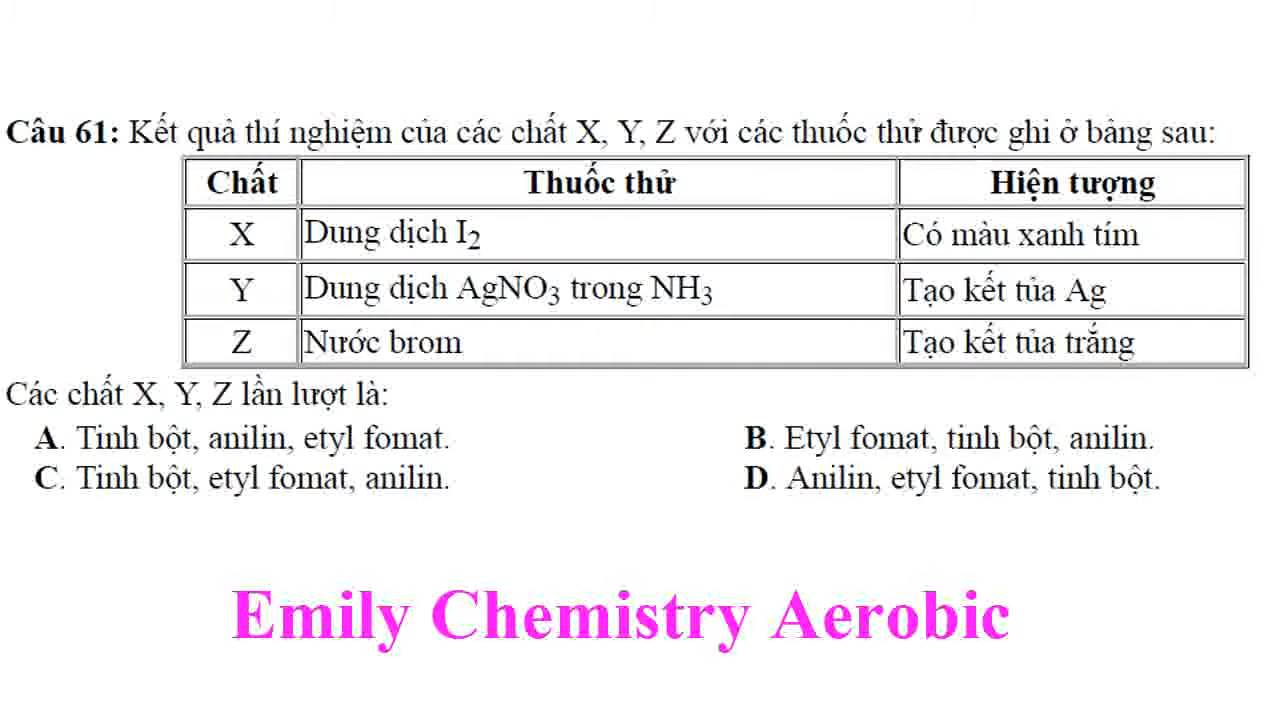 Câu 61: Kết quả thí nghiệm của các chất X, Y, Z với các thuốc thử được ghi ở bảng sau:
Chất Thuốc thử Hiện tượng
X Dung dịch I2 Có màu xanh tím
Y Dung dịch AgNO3 trong NH3 Tạo kết tủa Ag
Z Nước brom Tạo kết tủa trắng
Các chất X, Y, Z lần lượt là:
A. Tinh bột, anilin, etyl fomat. B. Etyl fomat, tinh bột, anilin.
C. Tinh bột, etyl fomat, anilin. D. Anilin, etyl fomat, tinh bột.
Emily Chemistry Aerobic